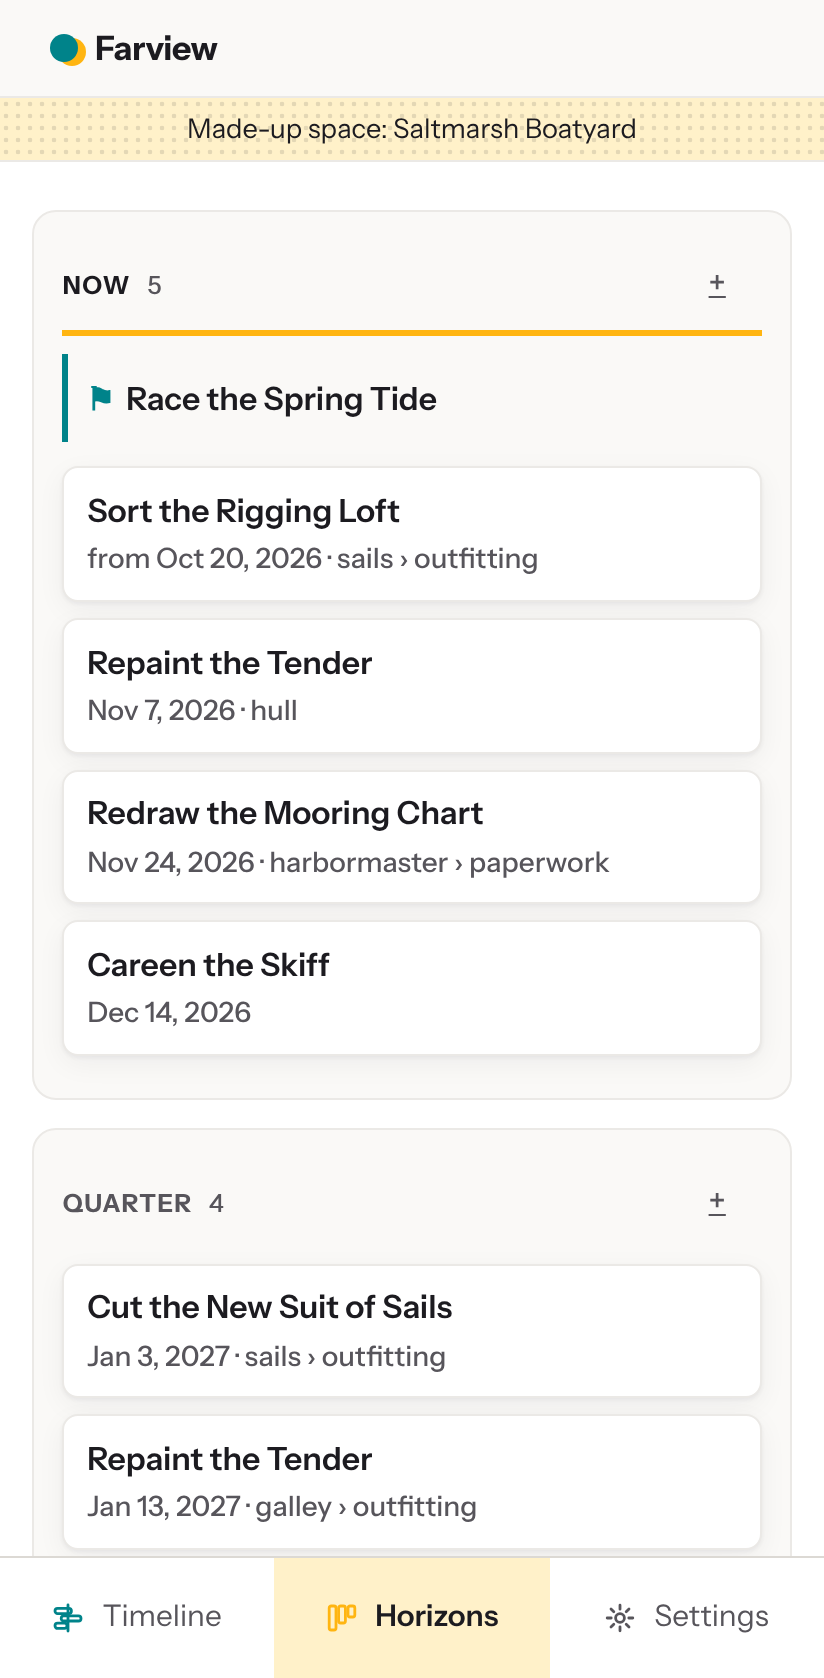 Farview
Made-up space: Saltmarsh Boatyard
NOW 5
Race the Spring Tide
Sort the Rigging Loft
from Oct 20, 2026 · sails › outfitting
Repaint the Tender
Nov 7, 2026 · hull
Redraw the Mooring Chart
Nov 24, 2026 · harbormaster › paperwork
Careen the Skiff
Dec 14, 2026
QUARTER 4
Cut the New Suit of Sails
Jan 3, 2027 · sails › outfitting
Repaint the Tender
Jan 13, 2027 · galley › outfitting
Timeline Horizons Settings